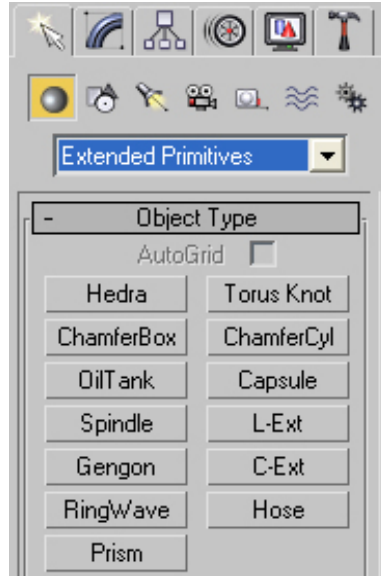 Extended Primitives
- Object Type
AutoGrid
Hedra Torus Knot
ChamferBox ChamferCyl
OilTank Capsule
Spindle L-Ext
Gengon C-Ext
RingWave Hose
Prism